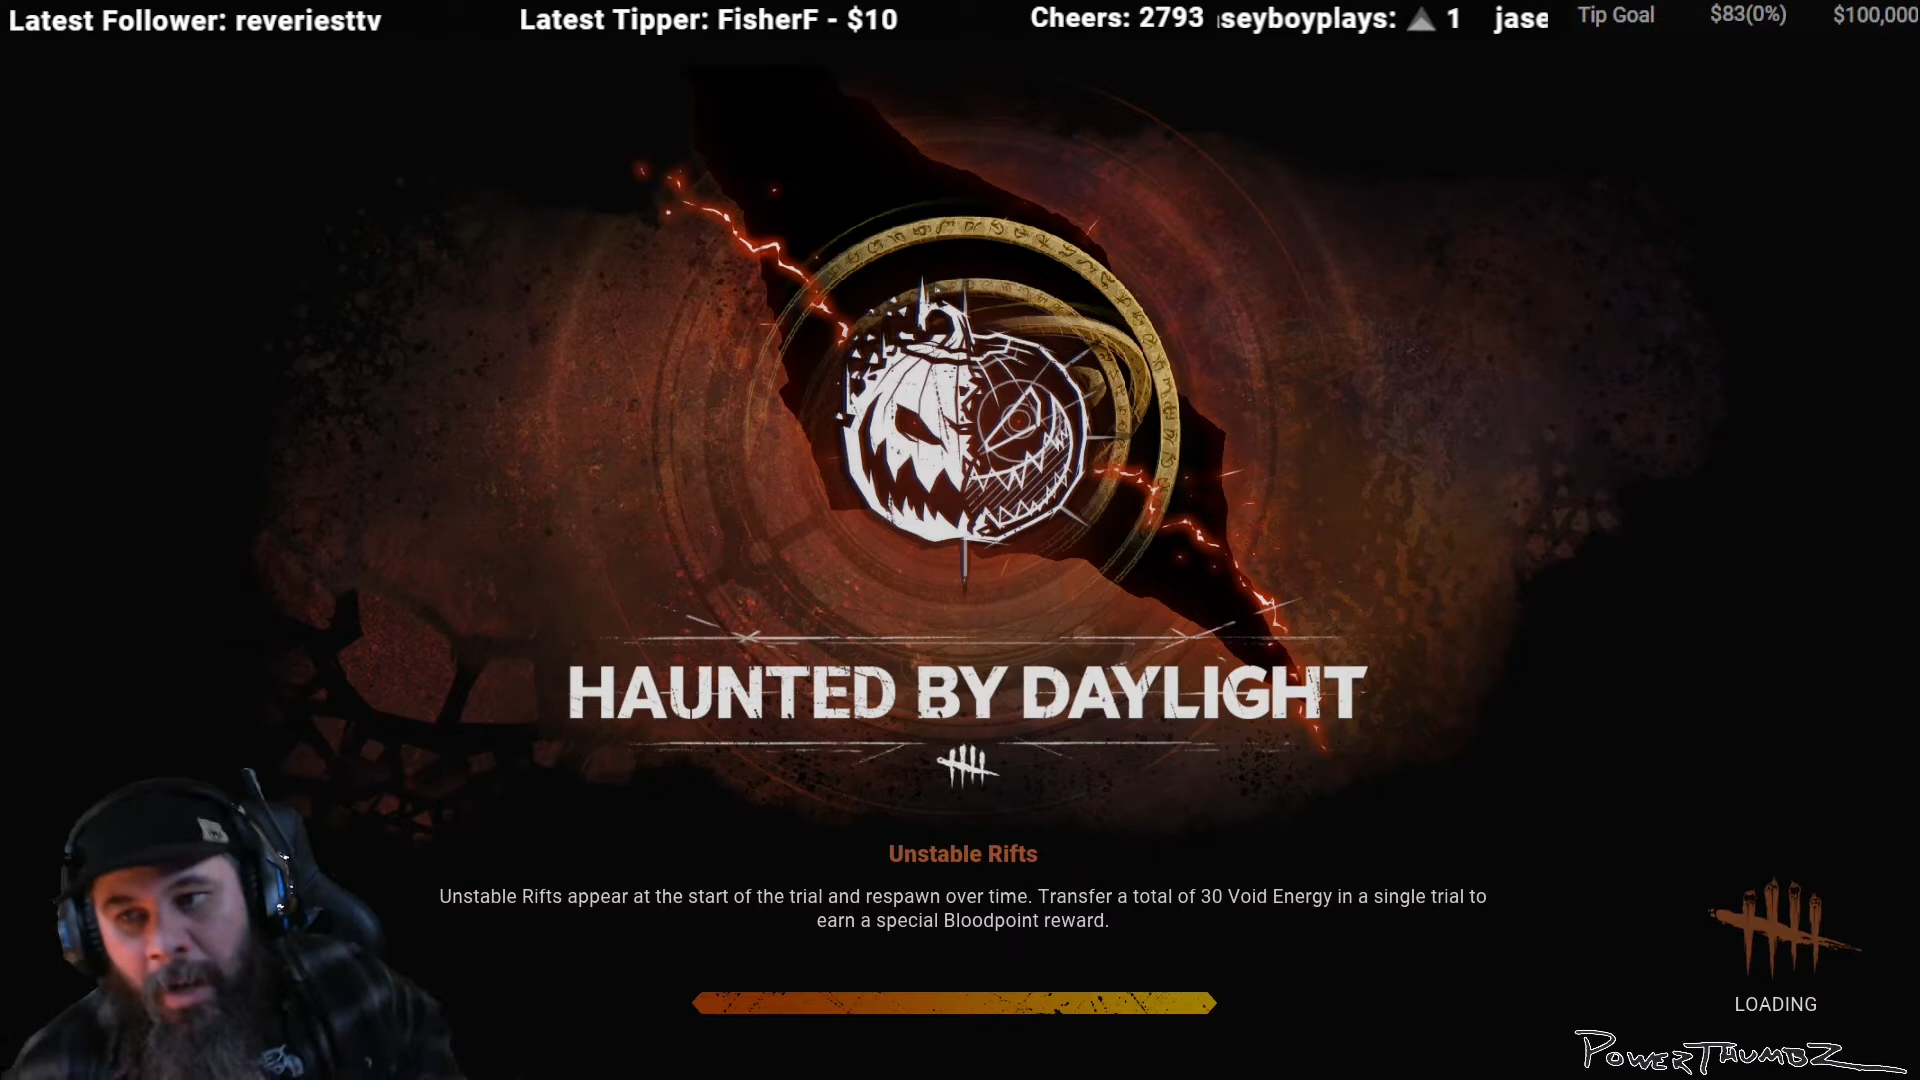 Latest Follower: reveriesttv
Latest Tipper: FisherF - $10
Cheers: 2793
seyboyplays: 1 jase
Tip Goal $83(0%) $100,000
HAUNTED BY DAYLIGHT
Unstable Rifts
Unstable Rifts appear at the start of the trial and respawn over time. Transfer a total of 30 Void Energy in a single trial to
earn a special Bloodpoint reward.
LOADING
POWERTHUMBZ